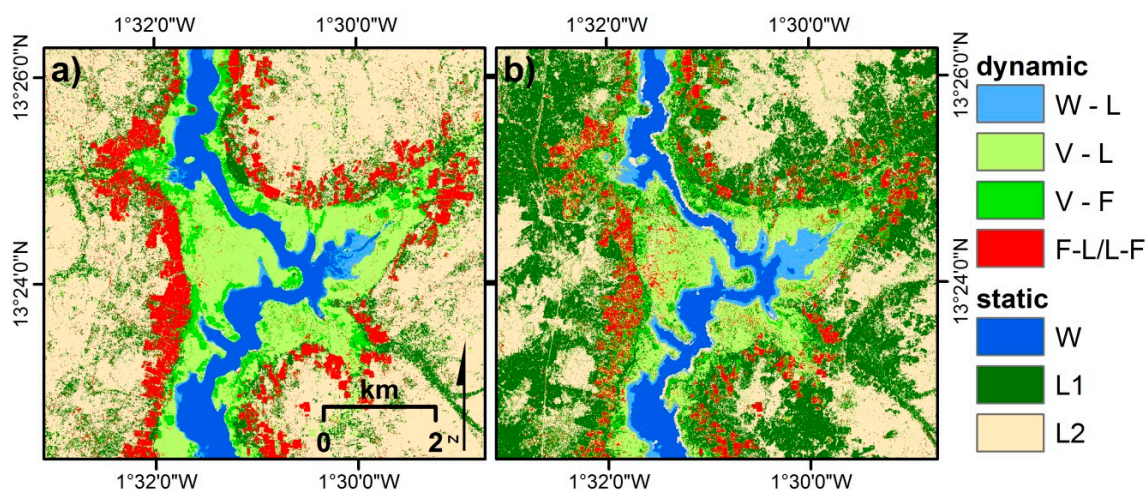 1°32'0"W 1°30'0"W 1°32'0"W 1°30'0"W
13°26'0"N
13°24'0"N
a)
km
0 2
N
b)
13°26'0"N
13°24'0"N
1°32'0"W 1°30'0"W 1°32'0"W 1°30'0"W
dynamic
W - L
V - L
V - F
F-L/L-F
static
W
L1
L2